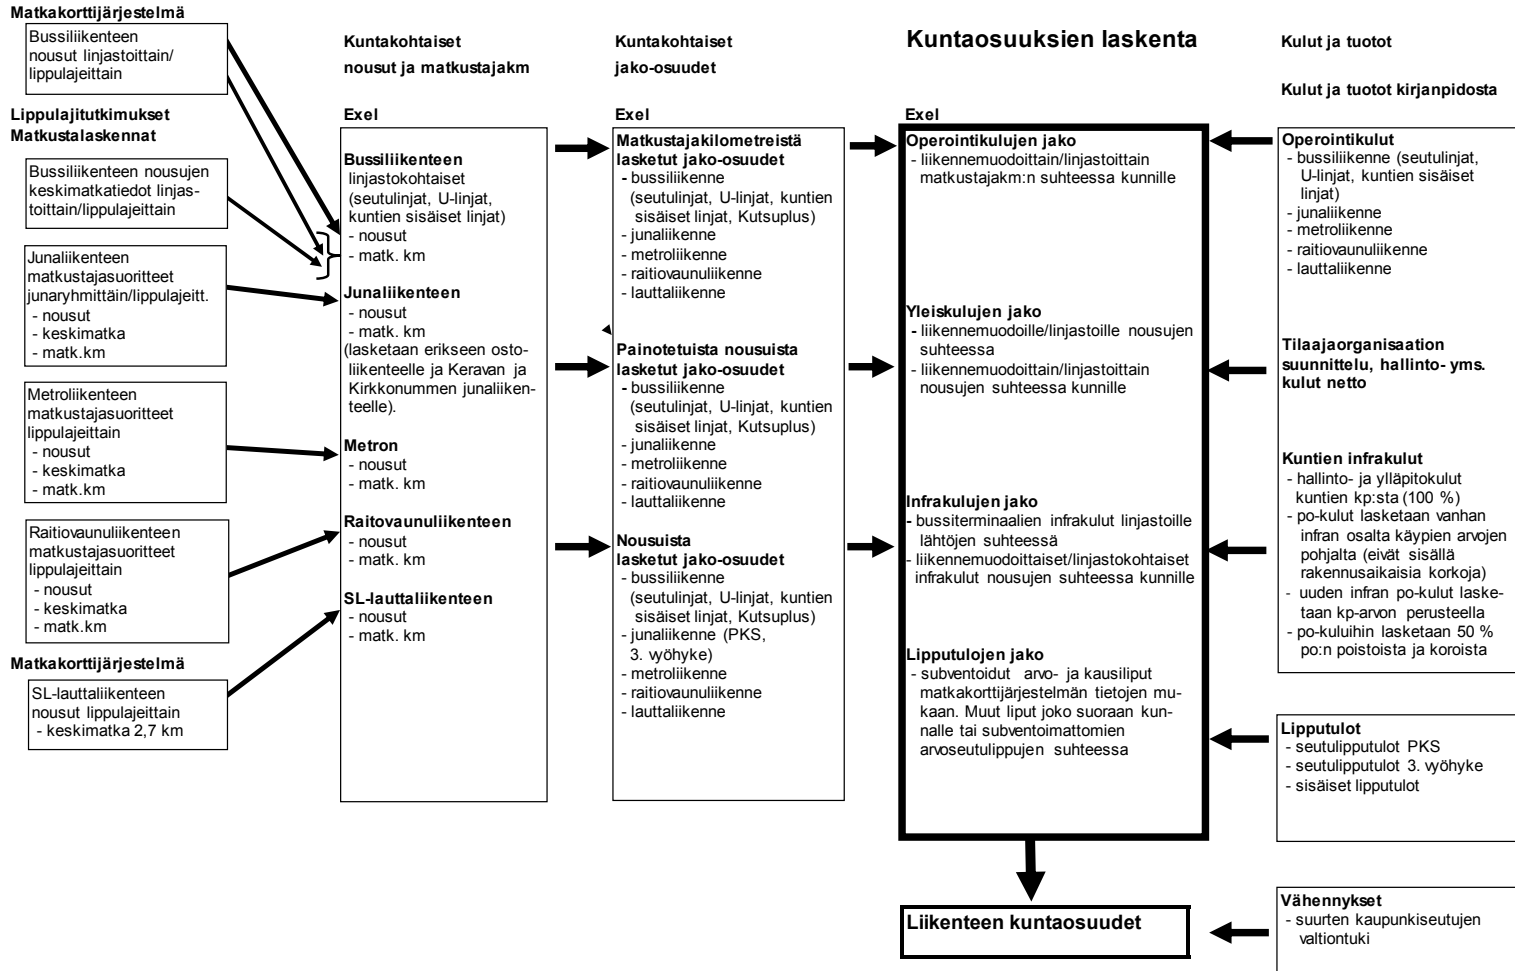 Matkakorttijärjestelmä
Bussiliikenteen
nousut linjastoittain/
lippulajeittain
Lippulajitutkimukset
Matkustalaskennat
Bussiliikenteen nousujen
keskimatkatiedot linjas-
toittain/lippulajeittain
Junaliikenteen
matkustajasuoritteet
junaryhmittäin/lippulajeitt.
- nousut
- keskimatka
- matk.km
Metroliikenteen
matkustajasuoritteet
lippulajeittain
- nousut
- keskimatka
- matk.km
Raitiovaunuliikenteen
matkustajasuoritteet
lippulajeittain
- nousut
- keskimatka
- matk.km
Matkakorttijärjestelmä
SL-lauttaliikenteen
nousut lippulajeittain
- keskimatka 2,7 km
Kuntakohtaiset
nousut ja matkustajakm
Exel
Bussiliikenteen
linjastokohtaiset
(seutulinjat, U-linjat,
kuntien sisäiset linjat)
- nousut
- matk. km
Junaliikenteen
- nousut
- matk. km
(lasketaan erikseen osto-
liikenteelle ja Keravan ja
Kirkkonummen junaliiken-
teelle).
Metron
- nousut
- matk. km
Raitovaunuliikenteen
- nousut
- matk. km
SL-lauttaliikenteen
- nousut
- matk. km
Kuntakohtaiset
jako-osuudet
Exel
Matkustajakilometreistä
lasketut jako-osuudet
- bussiliikenne
(seutulinjat, U-linjat, kuntien
sisäiset linjat, Kutsuplus)
- junaliikenne
- metroliikenne
- raitiovaunuliikenne
- lauttaliikenne
Painotetuista nousuista
lasketut jako-osuudet
- bussiliikenne
(seutulinjat, U-linjat, kuntien
sisäiset linjat, Kutsuplus)
- junaliikenne
- metroliikenne
- raitiovaunuliikenne
- lauttaliikenne
Nousuista
lasketut jako-osuudet
- bussiliikenne
(seutulinjat, U-linjat, kuntien
sisäiset linjat, Kutsuplus)
- junaliikenne (PKS,
3. vyöhyke)
- metroliikenne
- raitiovaunuliikenne
- lauttaliikenne
Kuntaosuuksien laskenta
Exel
Operointikulujen jako
- liikennemuodoittain/linjastoittain
matkustajakm:n suhteessa kunnille
Yleiskulujen jako
- liikennemuodoille/linjastoille nousujen
suhteessa
- liikennemuodoittain/linjastoittain
nousujen suhteessa kunnille
Infrakulujen jako
- bussiterminaalien infrakulut linjastoille
lähtöjen suhteessä
- liikennemuodoittaiset/linjastokohtaiset
infrakulut nousujen suhteessa kunnille
Lipputulojen jako
- subventoidut arvo- ja kausiliput
matkakorttijärjestelmän tietojen mu-
kaan. Muut liput joko suoraan kun-
nalle tai subventoimattomien
arvoseutulippujen suhteessa
Liikenteen kuntaosuudet
Kulut ja tuotot
Kulut ja tuotot kirjanpidosta
Operointikulut
- bussiliikenne (seutulinjat,
U-linjat, kuntien sisäiset
linjat)
- junaliikenne
- metroliikenne
- raitiovaunuliikenne
- lauttaliikenne
Tilaajaorganisaation
suunnittelu, hallinto- yms.
kulut netto
Kuntien infrakulut
- hallinto- ja ylläpitokulut
kuntien kp:sta (100 %)
- po-kulut lasketaan vanhan
infran osalta käypien arvojen
pohjalta (eivät sisällä
rakennusaikaisia korkoja)
- uuden infran po-kulut laske-
taan kp-arvon perusteella
- po-kuluihin lasketaan 50 %
po:n poistoista ja koroista
Lipputulot
- seutulipputulot PKS
- seutulipputulot 3. vyöhyke
- sisäiset lipputulot
Vähennykset
- suurten kaupunkiseutujen
valtiontuki